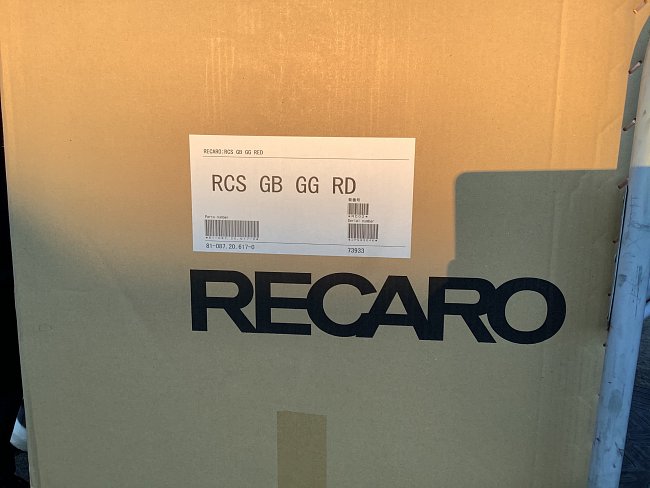 RECARO:RCS GB GG RED
RCS GB GG RD
Parts number
Serial number
81-087.20.617-0
73933
RECARO